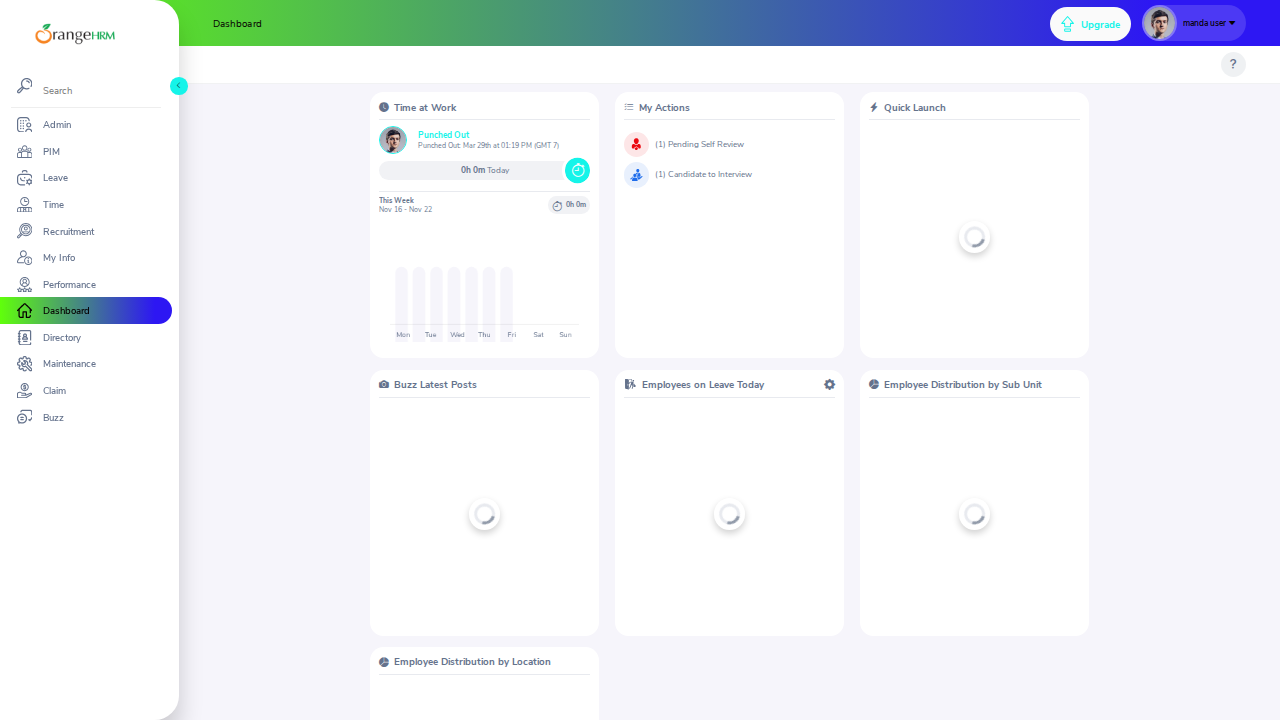 OrangeHRM
Dashboard
Upgrade
manda user
?
Search
Admin
PIM
Leave
Time
Recruitment
My Info
Performance
Dashboard
Directory
Maintenance
Claim
Buzz
Time at Work
Punched Out
Punched Out: Mar 29th at 01:19 PM (GMT 7)
0h 0m Today
This Week
Nov 16 - Nov 22
0h 0m
Mon Tue Wed Thu Fri Sat Sun
My Actions
(1) Pending Self Review
(1) Candidate to Interview
Quick Launch
Buzz Latest Posts
Employees on Leave Today
Employee Distribution by Sub Unit
Employee Distribution by Location